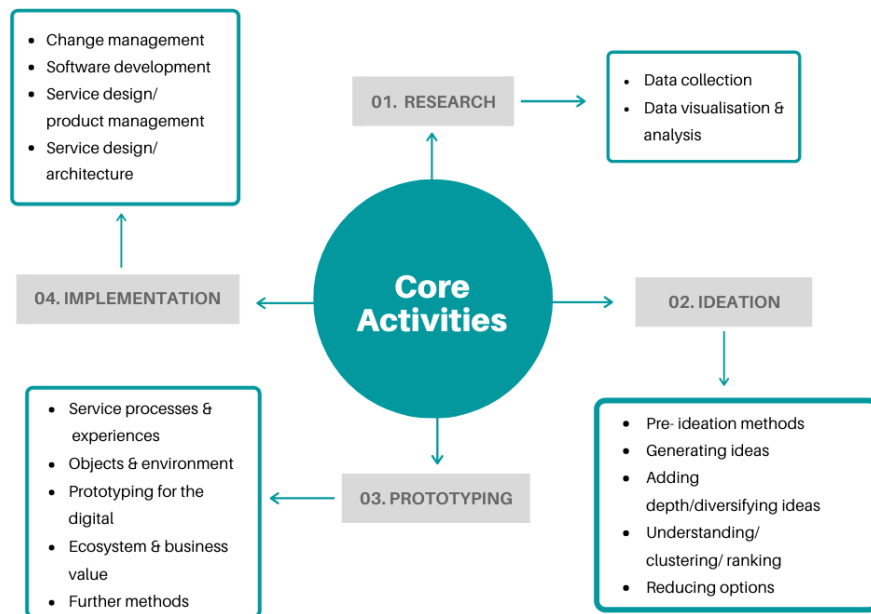 Core
Activities
01. RESEARCH
• Data collection
• Data visualisation &
analysis
02. IDEATION
• Pre- ideation methods
• Generating ideas
• Adding
depth/diversifying ideas
• Understanding/
clustering/ ranking
• Reducing options
03. PROTOTYPING
• Service processes &
experiences
• Objects & environment
• Prototyping for the
digital
• Ecosystem & business
value
• Further methods
04. IMPLEMENTATION
• Change management
• Software development
• Service design/
product management
• Service design/
architecture